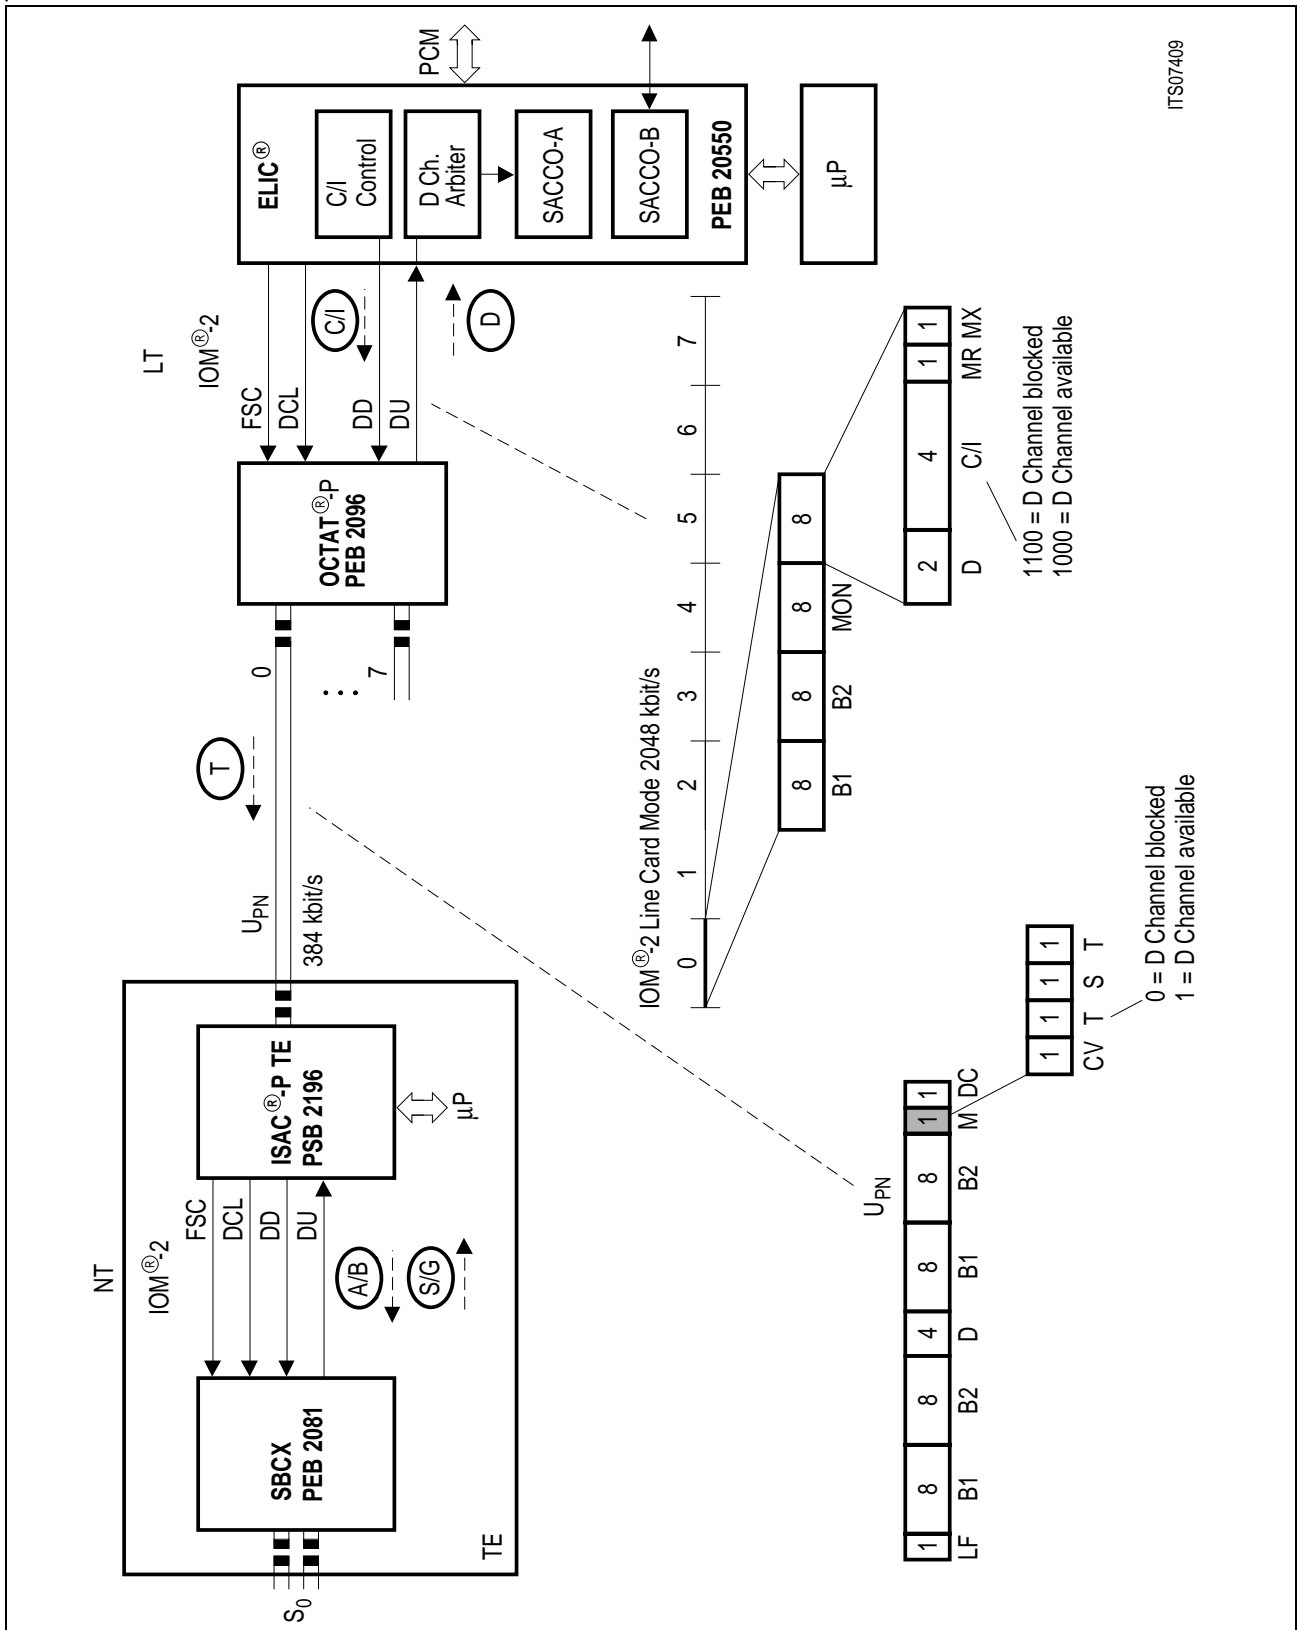 NT
TE
S0
SBCX
PEB 2081
IOM®-2
FSC
DCL
DD
DU
A/B
S/G
ISAC®-P TE
PSB 2196
µP
UPN
384 kbit/s
T
0
...
7
OCTAT®-P
PEB 2096
LT
IOM®-2
FSC
DCL
DD
DU
C/I
D
ELIC®
C/I
Control
D Ch.
Arbiter
SACCO-A
SACCO-B
PEB 20550
PCM
µP
IOM®-2 Line Card Mode 2048 kbit/s
0 1 2 3 4 5 6 7
8 8 8 8
B1 B2 MON
2 4 1 1
D C/I MR MX
1100 = D Channel blocked
1000 = D Channel available
UPN
1 8 8 4 8 8 1 1
LF B1 B2 D B1 B2 M DC
1 1 1 1
CV T S T
0 = D Channel blocked
1 = D Channel available
ITS07409